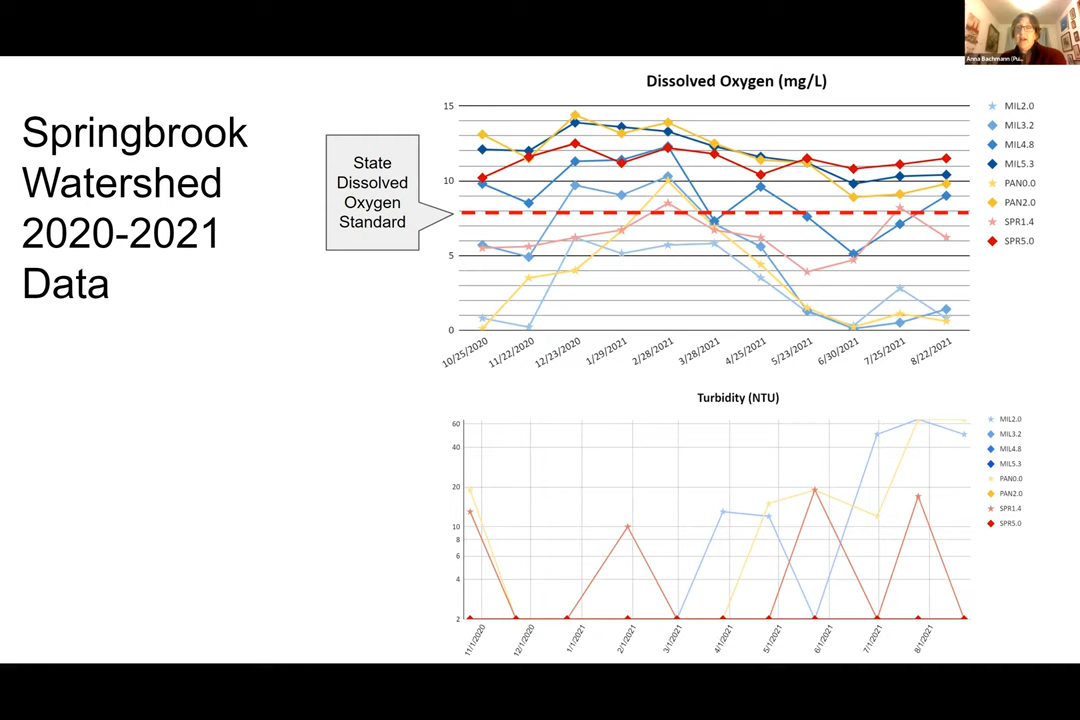 Anna Bachmann (Pu...
Springbrook
Watershed
2020-2021
Data
State
Dissolved
Oxygen
Standard
Dissolved Oxygen (mg/L)
15
10
5
0
10/25/2020
11/22/2020
12/23/2020
1/29/2021
2/28/2021
3/28/2021
4/25/2021
5/23/2021
6/30/2021
7/25/2021
8/22/2021
MIL2.0
MIL3.2
MIL4.8
MIL5.3
PAN0.0
PAN2.0
SPR1.4
SPR5.0
Turbidity (NTU)
60
40
20
10
8
6
4
2
11/1/2020
12/1/2020
1/1/2021
2/1/2021
3/1/2021
4/1/2021
5/1/2021
6/1/2021
7/1/2021
8/1/2021
MIL2.0
MIL3.2
MIL4.8
MIL5.3
PAN0.0
PAN2.0
SPR1.4
SPR5.0